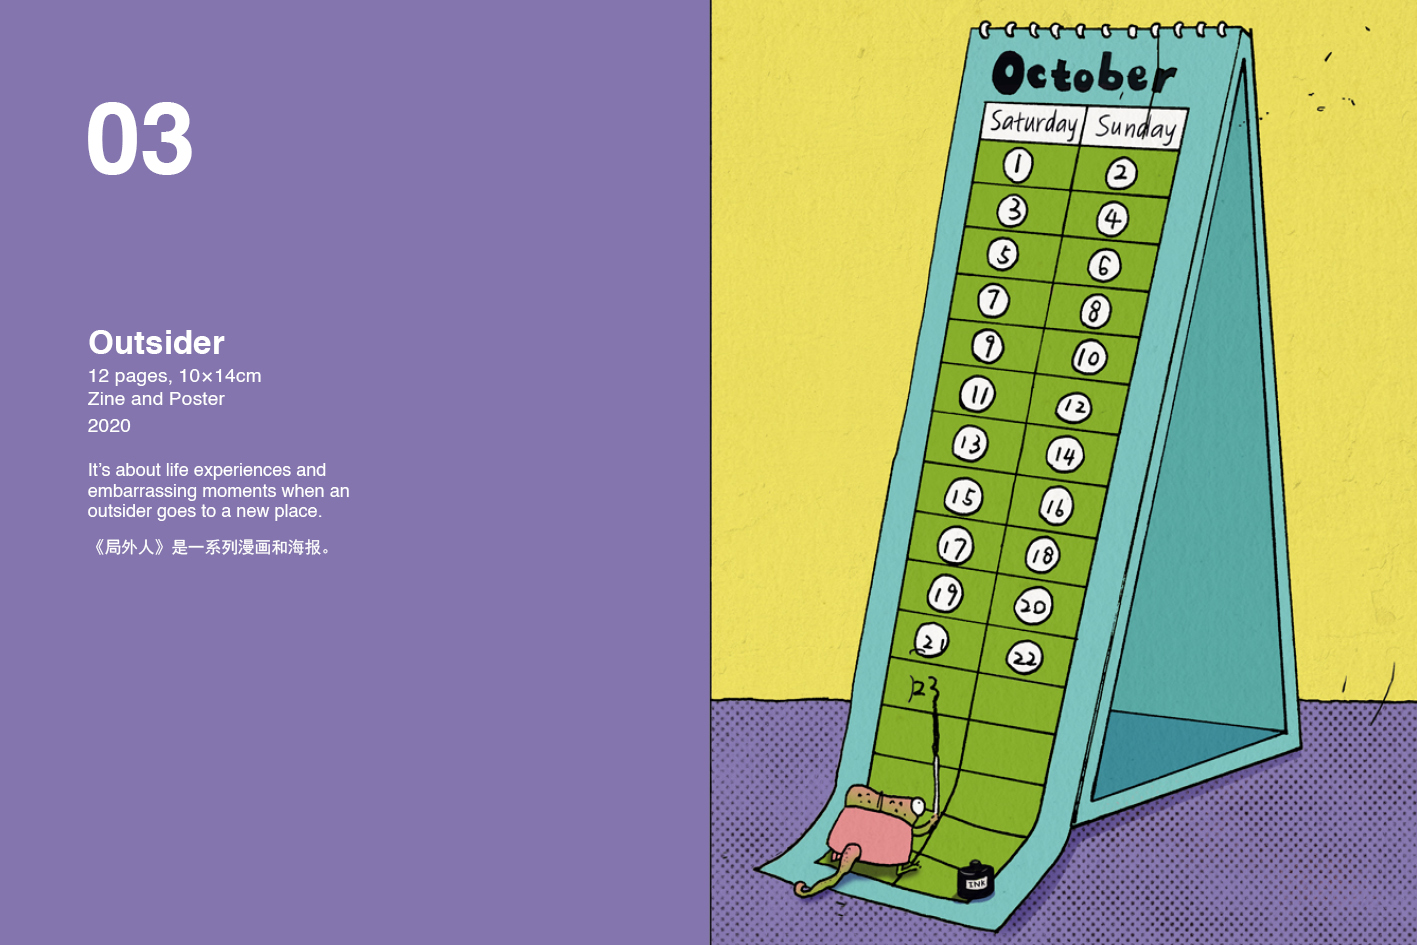 03
Outsider
12 pages, 10×14cm
Zine and Poster
2020
It’s about life experiences and
embarrassing moments when an
outsider goes to a new place.
《局外人》是一系列漫画和海报。
October
Saturday Sunday
1 2
3 4
5 6
7 8
9 10
11 12
13 14
15 16
17 18
19 20
21 22
23
INK